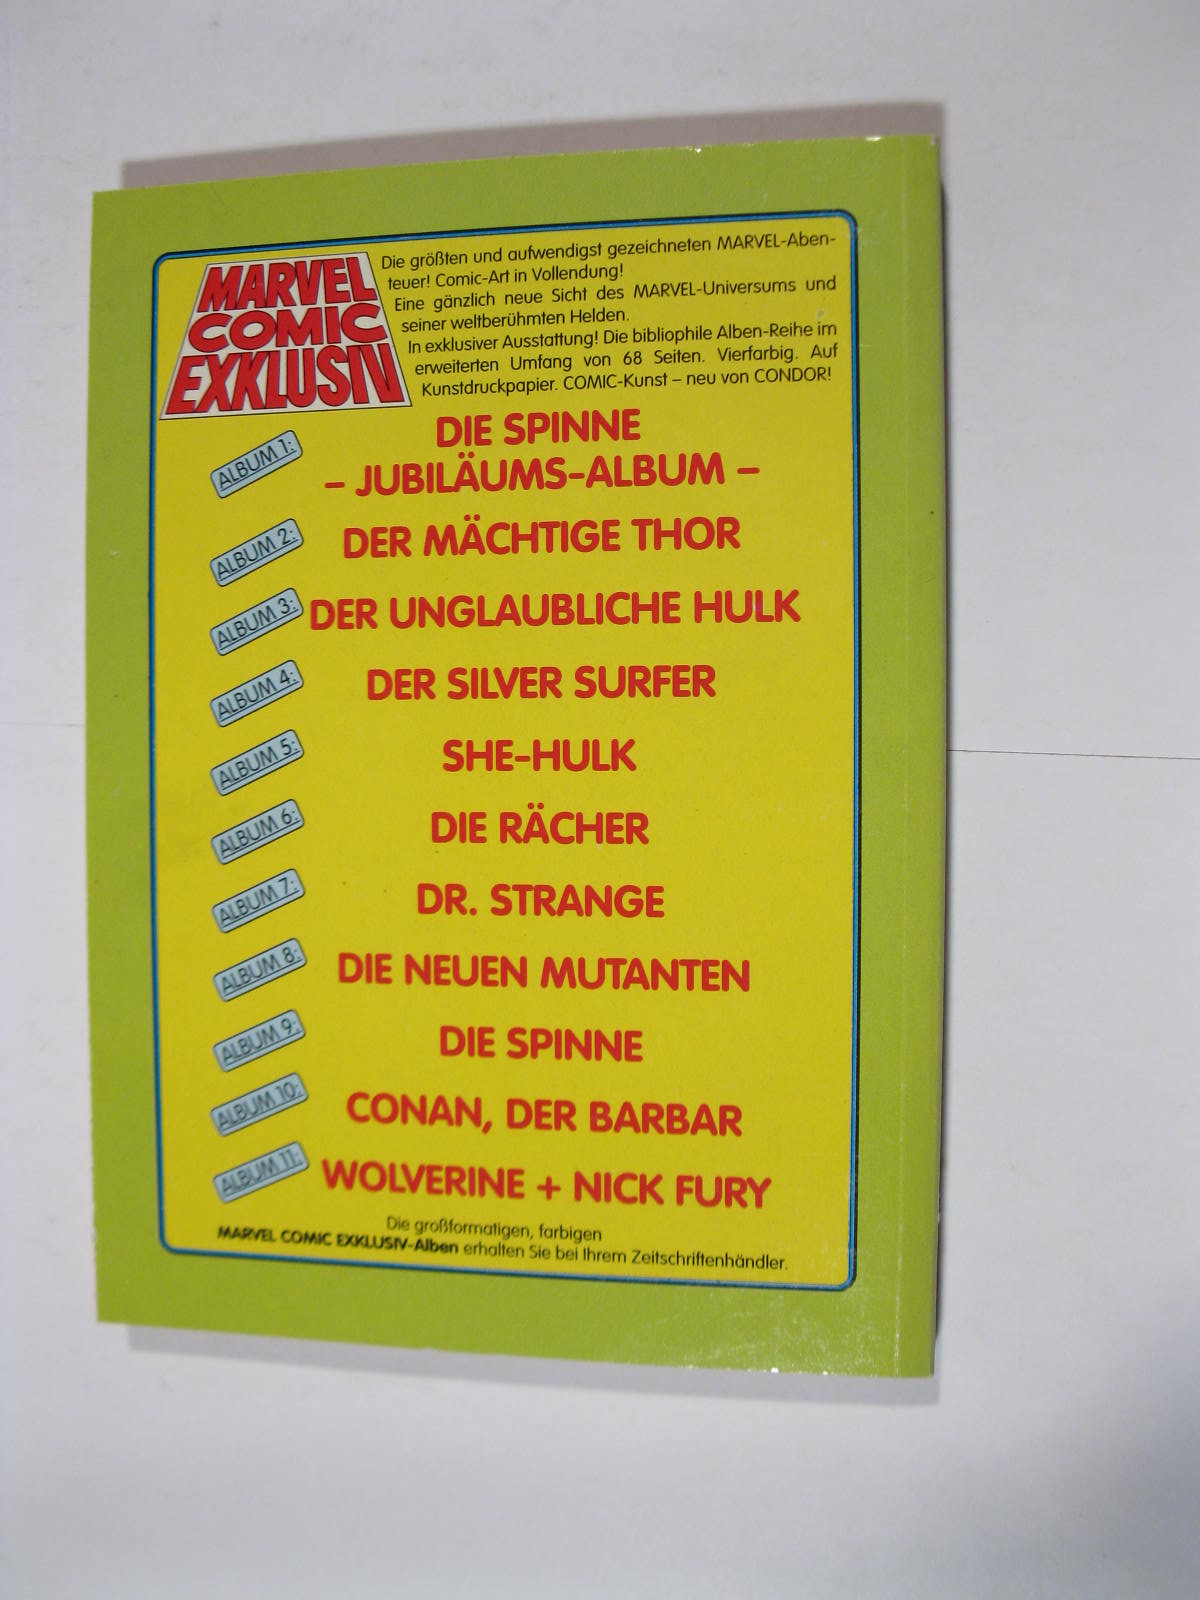 MARVEL
COMIC
EXKLUSIV
Die größten und aufwendigst gezeichneten MARVEL-Aben-
teuer! Comic-Art in Vollendung!
Eine gänzlich neue Sicht des MARVEL-Universums und
seiner weltberühmten Helden.
In exklusiver Ausstattung! Die bibliophile Alben-Reihe im
erweiterten Umfang von 68 Seiten. Vierfarbig. Auf
Kunstdruckpapier. COMIC-Kunst – neu von CONDOR!
ALBUM 1: DIE SPINNE
– JUBILÄUMS-ALBUM –
ALBUM 2: DER MÄCHTIGE THOR
ALBUM 3: DER UNGLAUBLICHE HULK
ALBUM 4: DER SILVER SURFER
ALBUM 5: SHE-HULK
ALBUM 6: DIE RÄCHER
ALBUM 7: DR. STRANGE
ALBUM 8: DIE NEUEN MUTANTEN
ALBUM 9: DIE SPINNE
ALBUM 10: CONAN, DER BARBAR
ALBUM 11: WOLVERINE + NICK FURY
Die großformatigen, farbigen
MARVEL COMIC EXKLUSIV-Alben erhalten Sie bei Ihrem Zeitschriftenhändler.